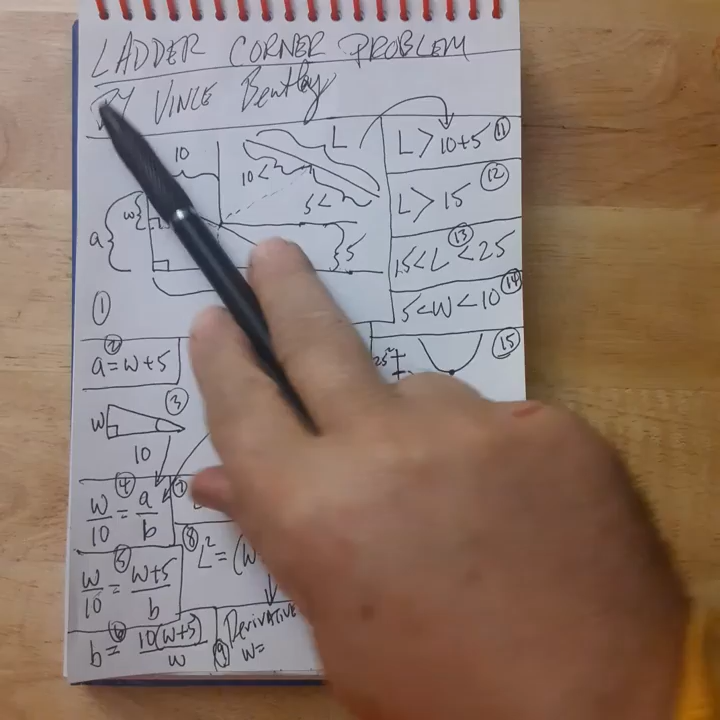 LADDER CORNER PROBLEM
BY VINCE Bentley
10
L
10 <
5 <
w
a
5
①
L > 10+5 ⑪
L > 15 ⑫
15 < L < 25 ⑬
5 < w < 10 ⑭
②
a = w+5
③
w
10
25²
⑮
④
w/10 = a/b
⑤
w/10 = w+5/b
⑥
b = 10(w+5)/w
⑦
⑧ L² = (w
⑨ Derivative
w=